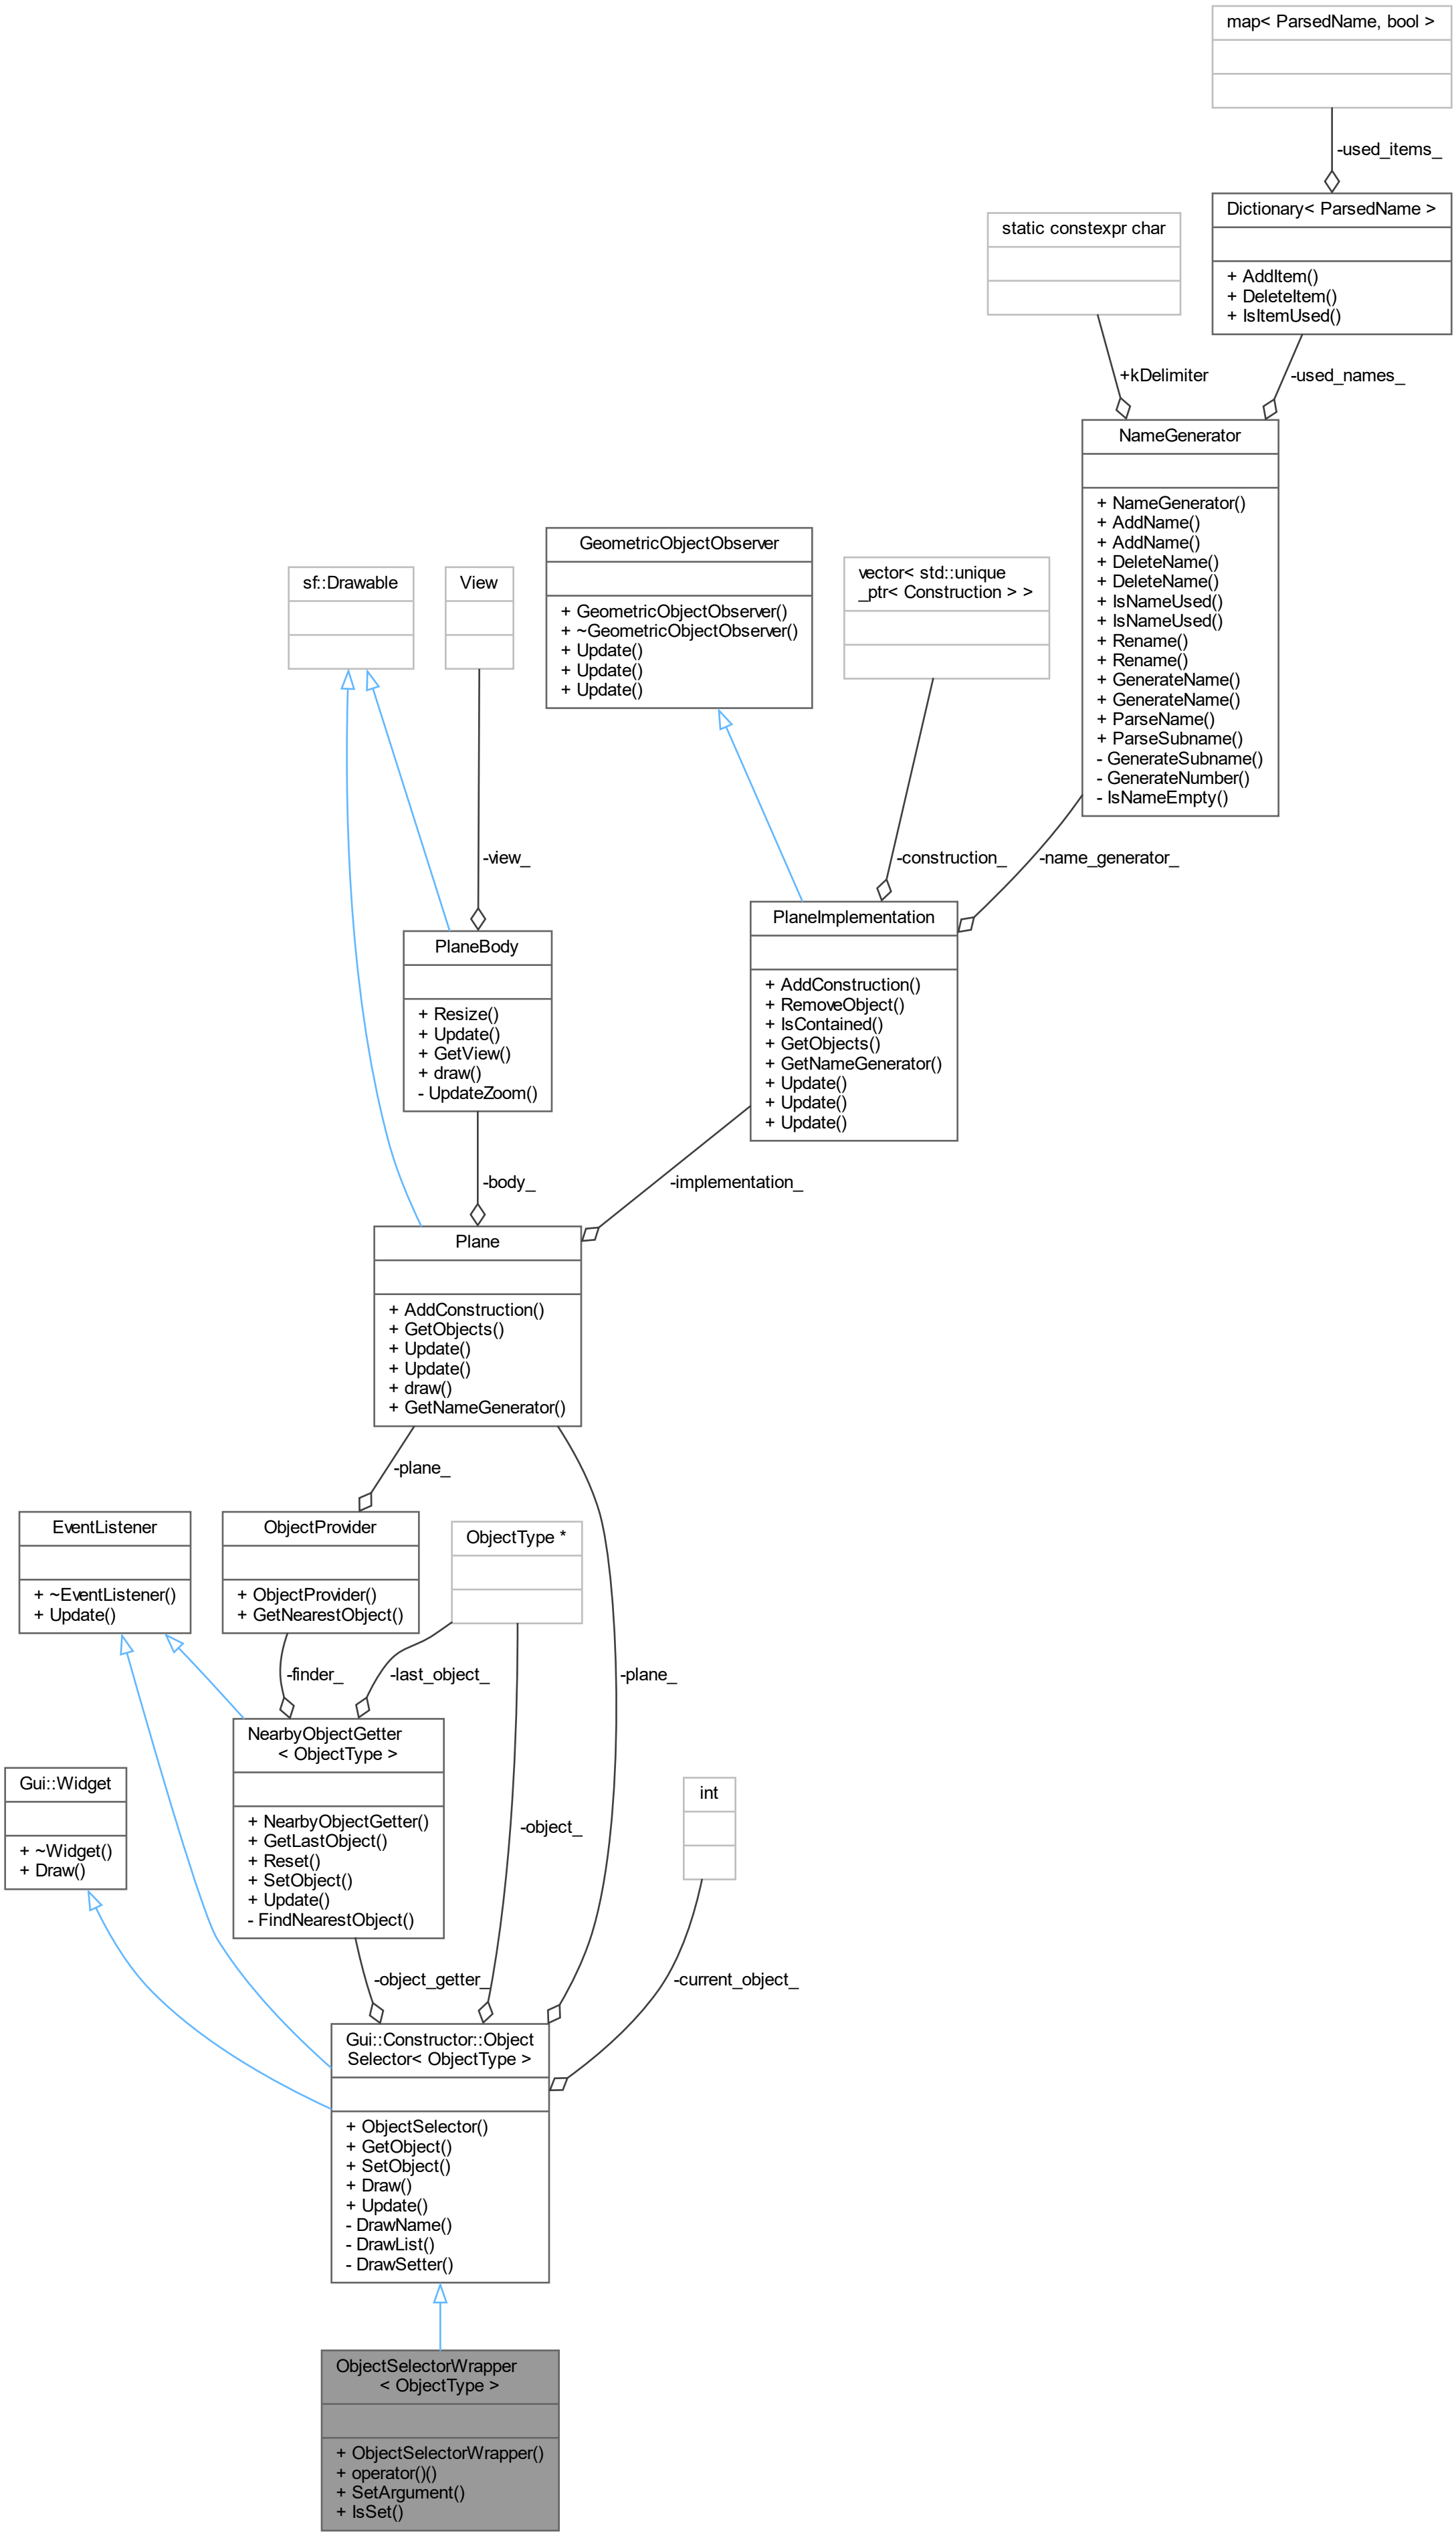 map< ParsedName, bool >
-used_items_
Dictionary< ParsedName >
+ AddItem()
+ DeleteItem()
+ IsItemUsed()
static constexpr char
+kDelimiter
-used_names_
NameGenerator
+ NameGenerator()
+ AddName()
+ AddName()
+ DeleteName()
+ DeleteName()
+ IsNameUsed()
+ IsNameUsed()
+ Rename()
+ Rename()
+ GenerateName()
+ GenerateName()
+ ParseName()
+ ParseSubname()
- GenerateSubname()
- GenerateNumber()
- IsNameEmpty()
GeometricObjectObserver
+ GeometricObjectObserver()
+ ~GeometricObjectObserver()
+ Update()
+ Update()
+ Update()
vector< std::unique
_ptr< Construction > >
sf::Drawable
View
-view_
-construction_
-name_generator_
PlaneBody
+ Resize()
+ Update()
+ GetView()
+ draw()
- UpdateZoom()
PlaneImplementation
+ AddConstruction()
+ RemoveObject()
+ IsContained()
+ GetObjects()
+ GetNameGenerator()
+ Update()
+ Update()
+ Update()
-body_
-implementation_
Plane
+ AddConstruction()
+ GetObjects()
+ Update()
+ Update()
+ draw()
+ GetNameGenerator()
-plane_
EventListener
+ ~EventListener()
+ Update()
ObjectProvider
+ ObjectProvider()
+ GetNearestObject()
ObjectType *
-finder_
-last_object_
-plane_
NearbyObjectGetter
< ObjectType >
+ NearbyObjectGetter()
+ GetLastObject()
+ Reset()
+ SetObject()
+ Update()
- FindNearestObject()
Gui::Widget
+ ~Widget()
+ Draw()
-object_
int
-object_getter_
-current_object_
Gui::Constructor::Object
Selector< ObjectType >
+ ObjectSelector()
+ GetObject()
+ SetObject()
+ Draw()
+ Update()
- DrawName()
- DrawList()
- DrawSetter()
ObjectSelectorWrapper
< ObjectType >
+ ObjectSelectorWrapper()
+ operator()()
+ SetArgument()
+ IsSet()